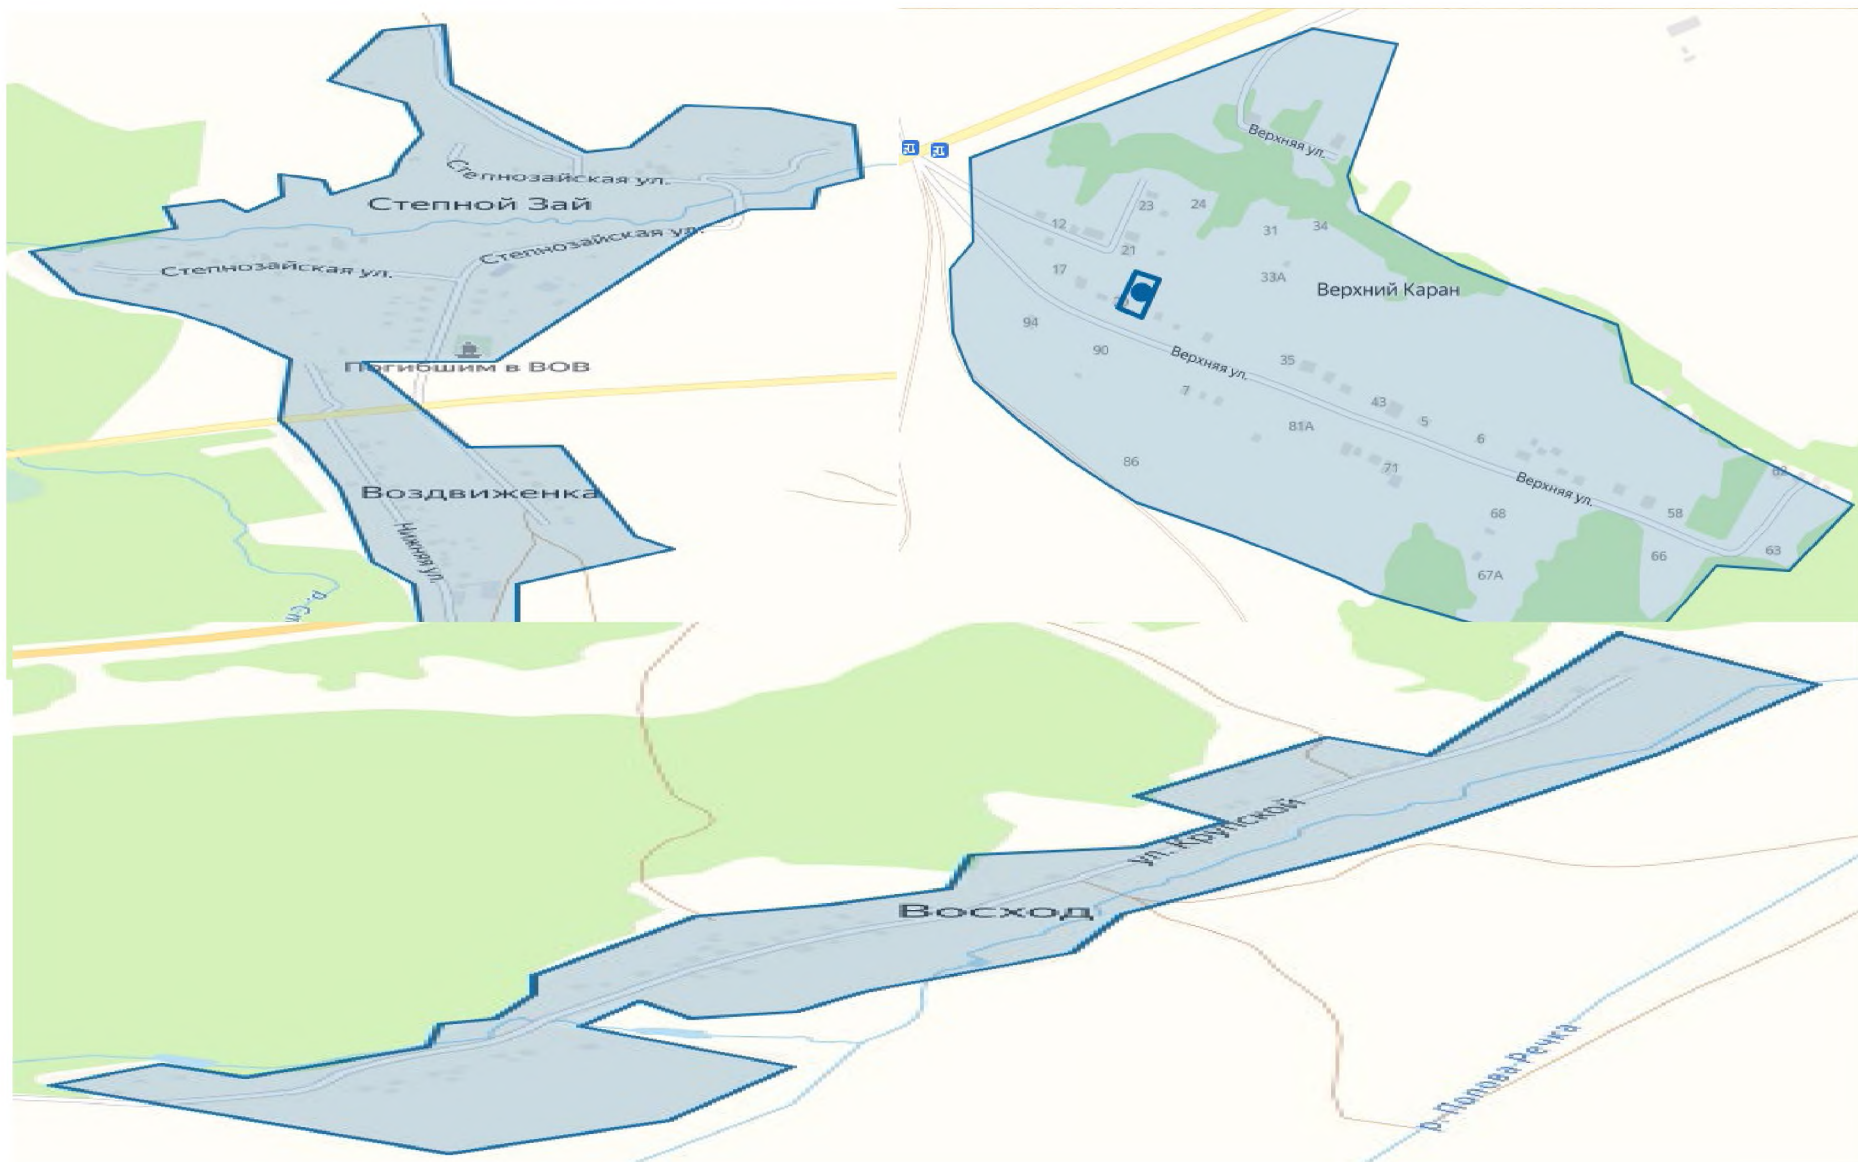 Степнозайская ул.
Степной Зай
Степнозайская ул.
Степнозайская ул.
Погибшим в ВОВ
Воздвиженка
Нижняя ул.
Верхняя ул.
23
24
12
31
34
21
17
33А
Верхний Каран
94
90
Верхняя ул.
35
7
43
5
81А
6
86
71
62
Верхняя ул.
68
58
66
63
67А
ул. Крупской
Восход
р. Попова-Речка